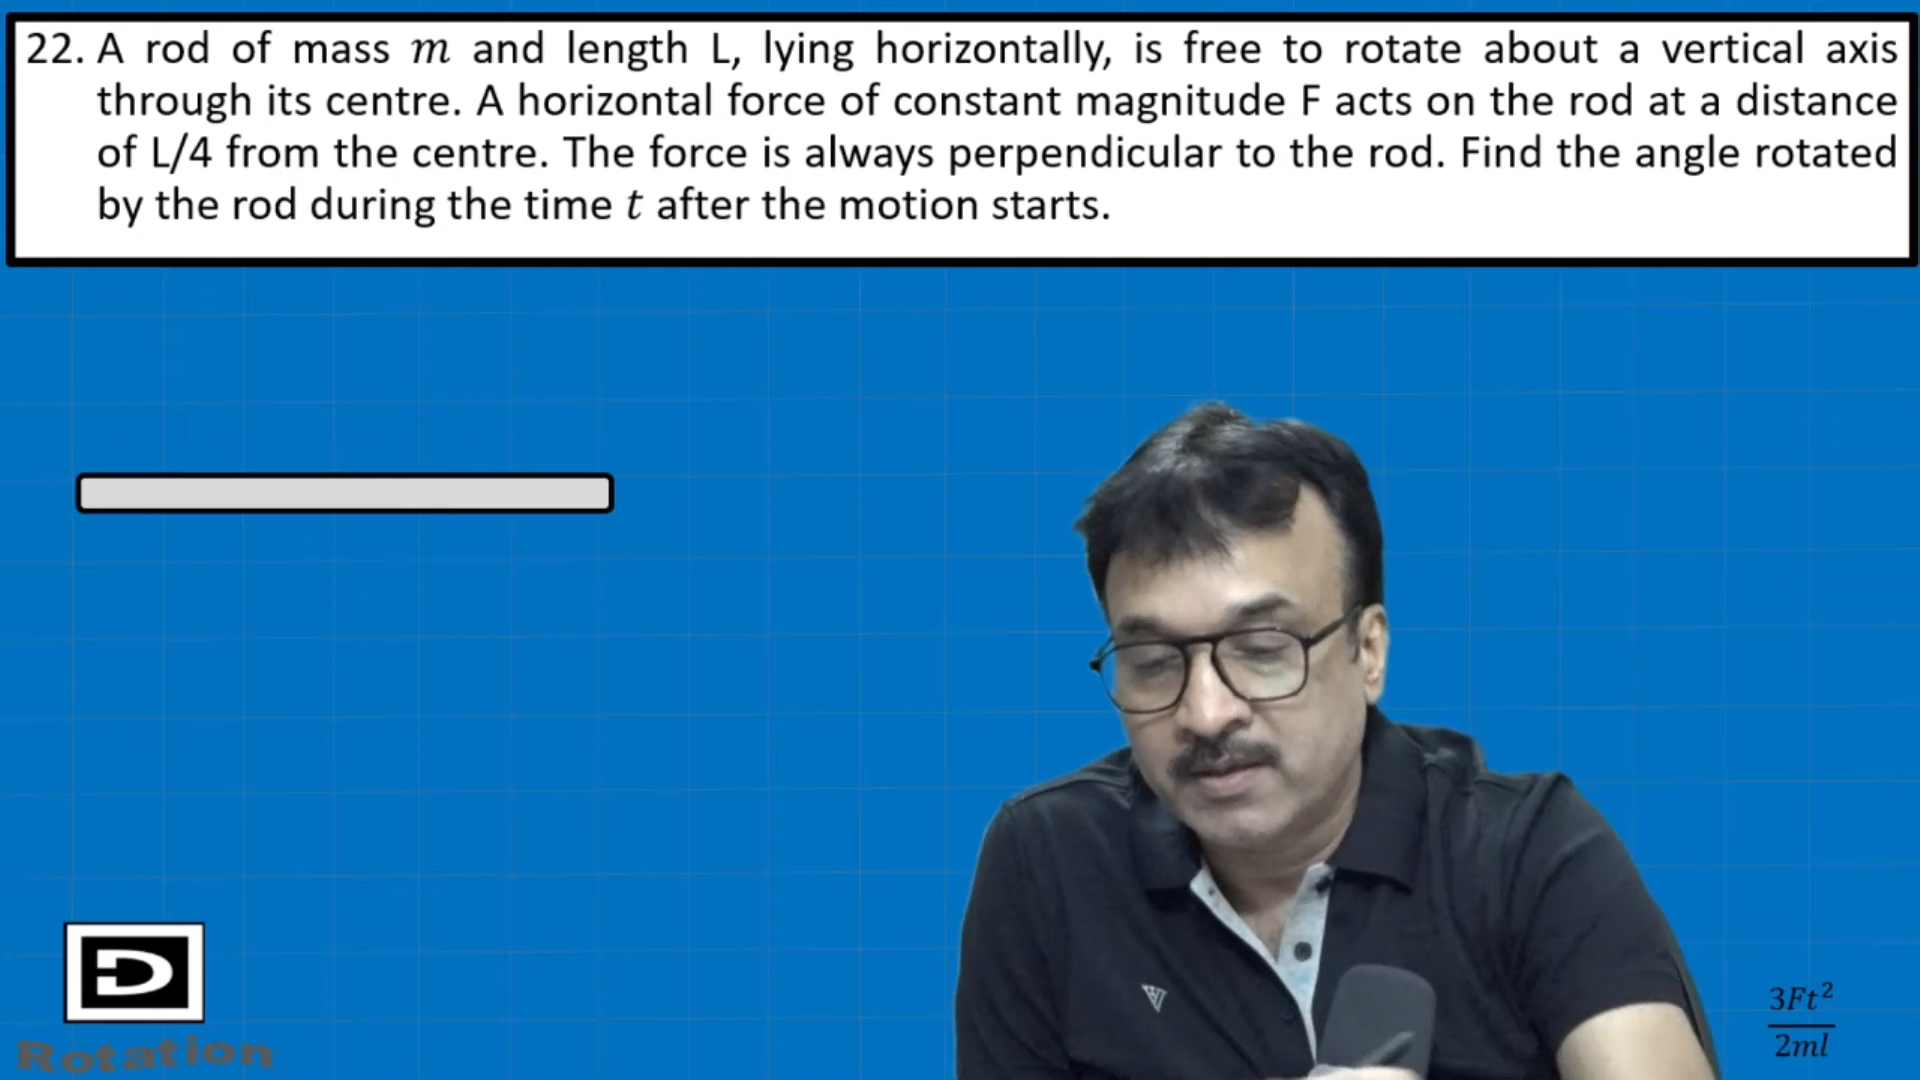 22. A rod of mass m and length L, lying horizontally, is free to rotate about a vertical axis
through its centre. A horizontal force of constant magnitude F acts on the rod at a distance
of L/4 from the centre. The force is always perpendicular to the rod. Find the angle rotated
by the rod during the time t after the motion starts.
D
Rotation
3Ft²
2ml